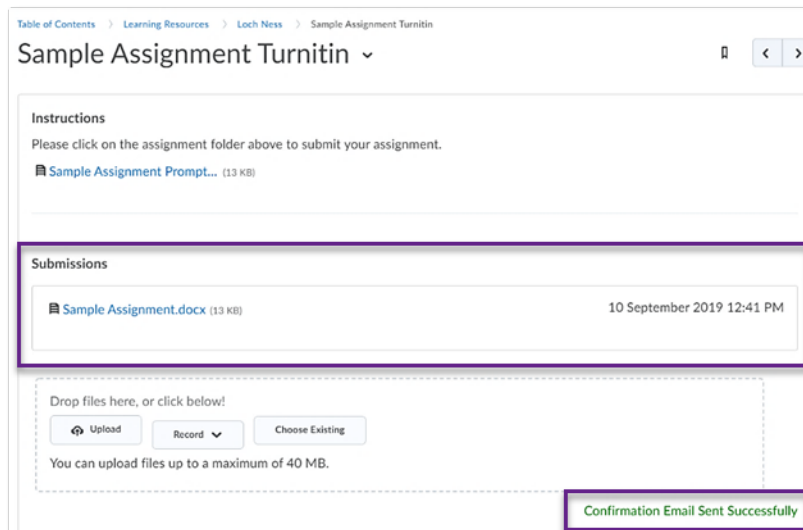 Table of Contents > Learning Resources > Loch Ness > Sample Assignment Turnitin
Sample Assignment Turnitin
Instructions
Please click on the assignment folder above to submit your assignment.
Sample Assignment Prompt... (13 KB)
Submissions
Sample Assignment.docx (13 KB) 10 September 2019 12:41 PM
Drop files here, or click below!
Upload Record Choose Existing
You can upload files up to a maximum of 40 MB.
Confirmation Email Sent Successfully